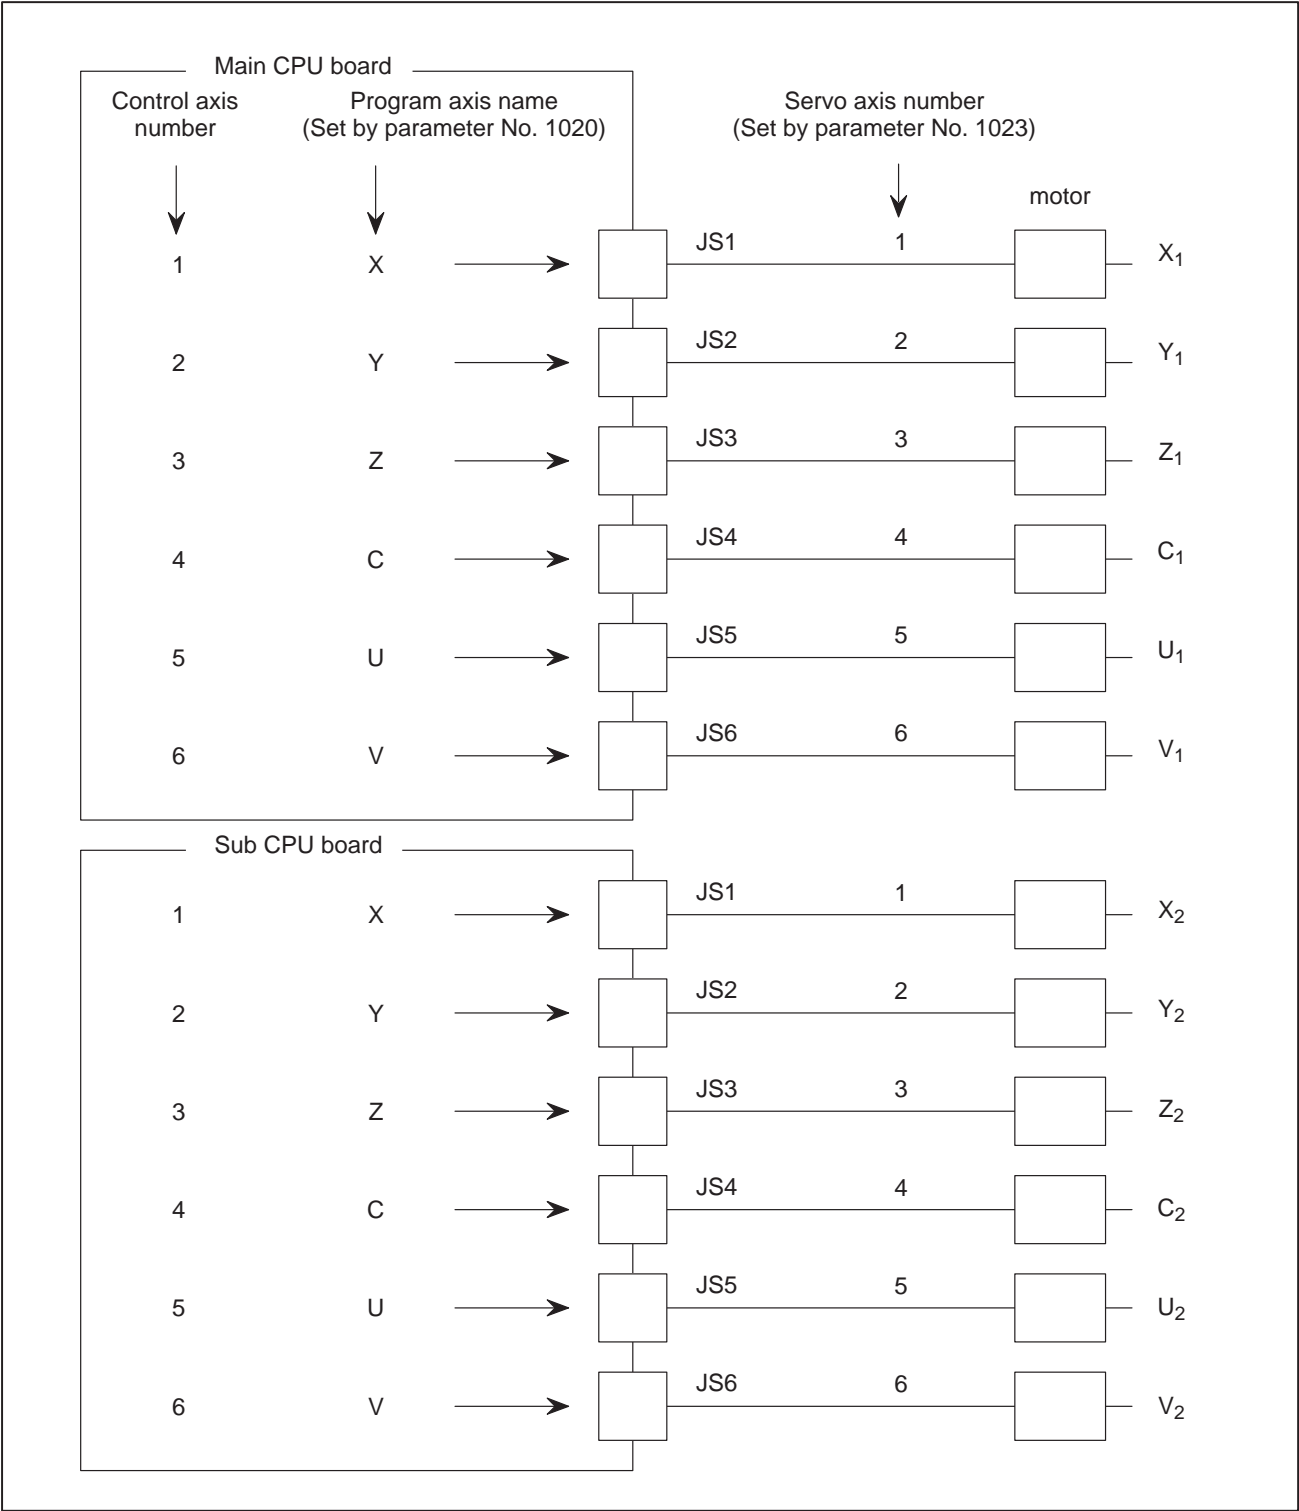 Main CPU board
Control axis number
Program axis name (Set by parameter No. 1020)
Servo axis number (Set by parameter No. 1023)
motor
1 X JS1 1 X1
2 Y JS2 2 Y1
3 Z JS3 3 Z1
4 C JS4 4 C1
5 U JS5 5 U1
6 V JS6 6 V1
Sub CPU board
1 X JS1 1 X2
2 Y JS2 2 Y2
3 Z JS3 3 Z2
4 C JS4 4 C2
5 U JS5 5 U2
6 V JS6 6 V2